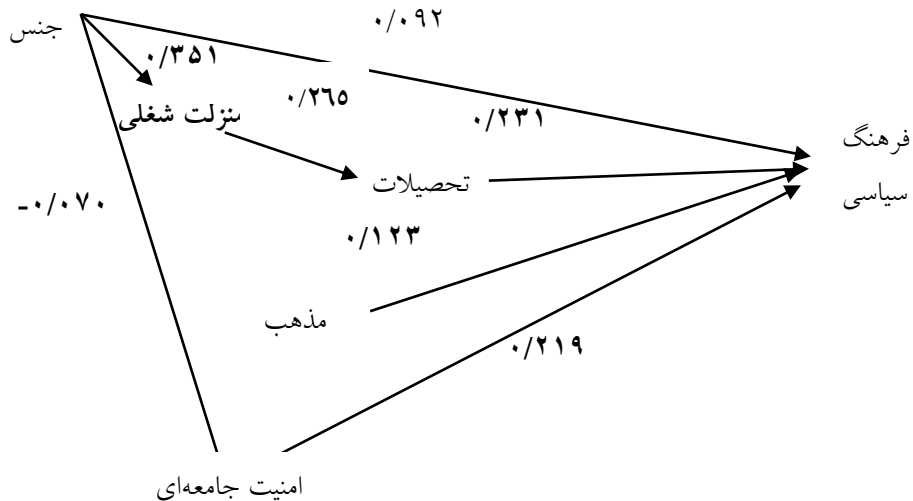 ۰/۰۹۲
جنس
۰/۳۵۱
۰/۲٦٥
منزلت شغلی
۰/۲۳۱
فرهنگ
تحصیلات
سیاسی
-۰/۰۷۰
۰/۱۲۳
مذهب
۰/۲۱۹
امنیت جامعه‌ای